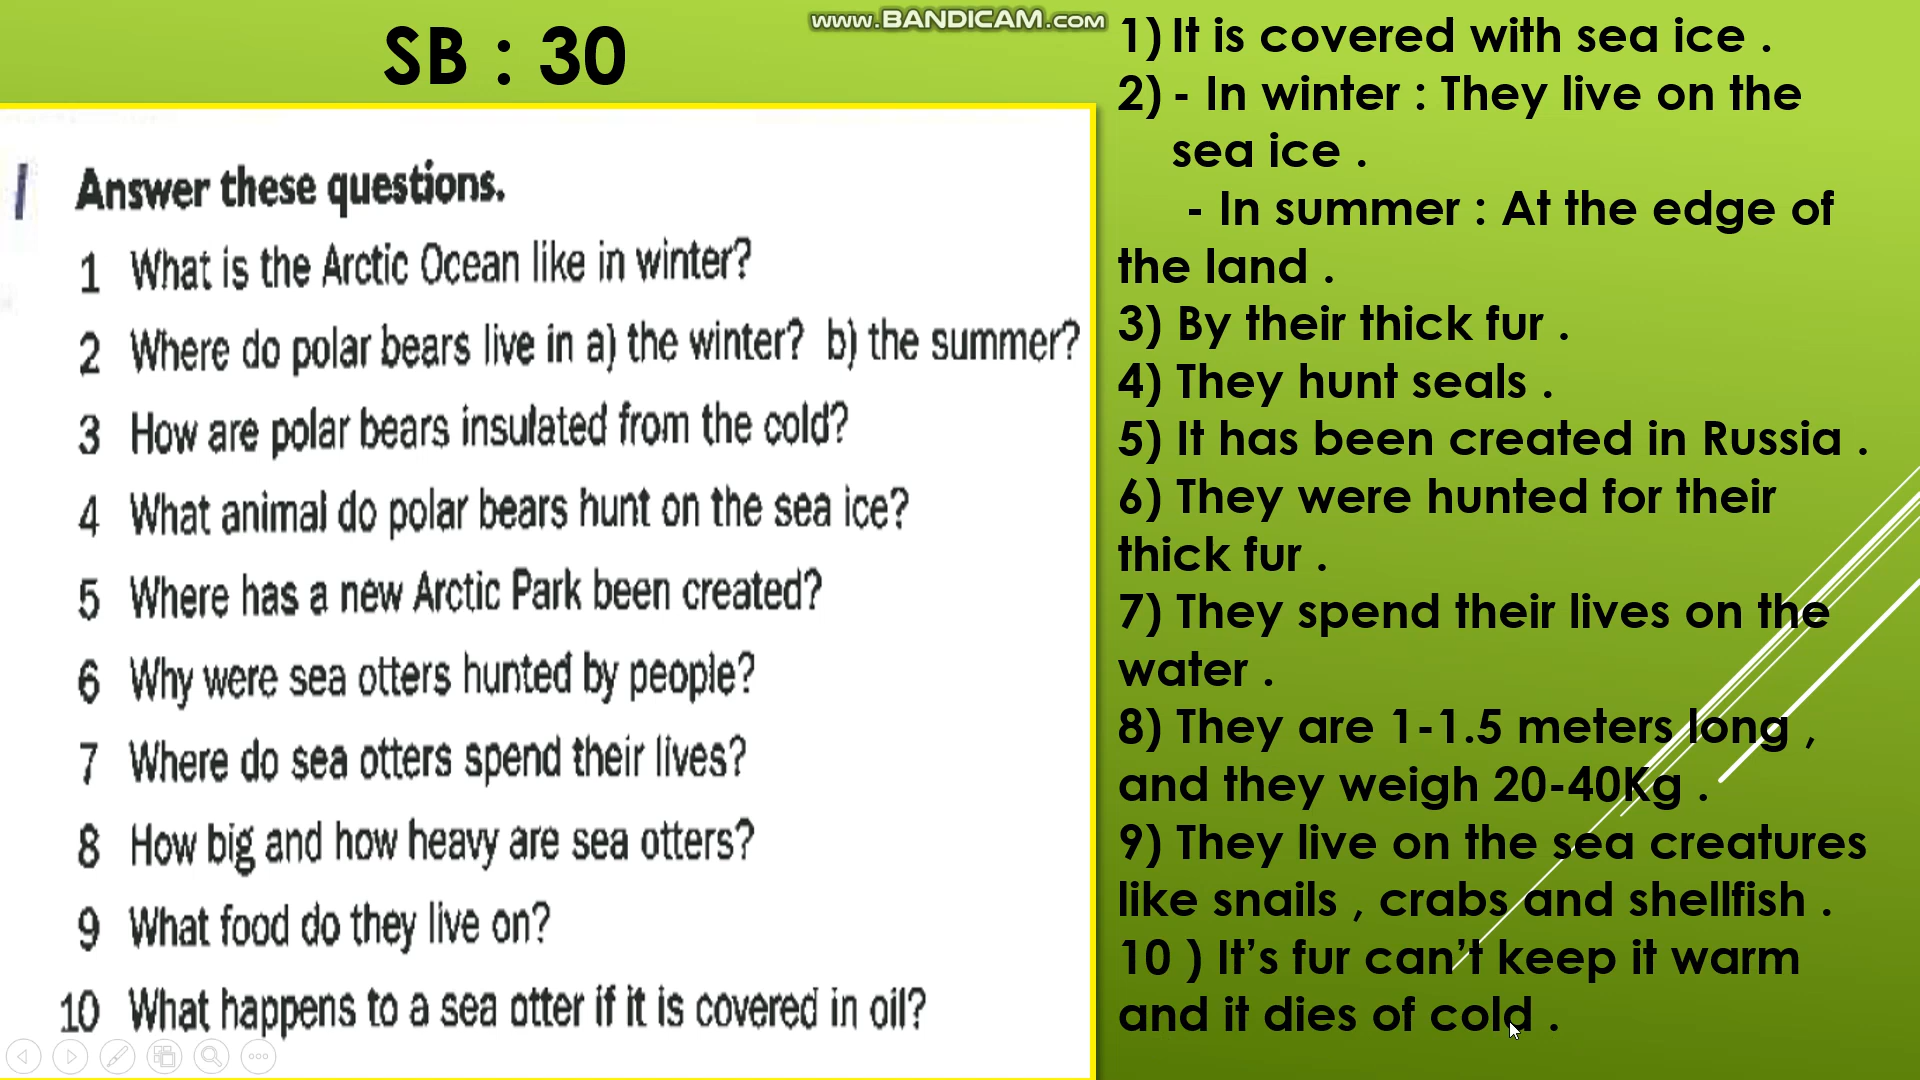 www.BANDICAM.com
SB : 30
Answer these questions.
1 What is the Arctic Ocean like in winter?
2 Where do polar bears live in a) the winter? b) the summer?
3 How are polar bears insulated from the cold?
4 What animal do polar bears hunt on the sea ice?
5 Where has a new Arctic Park been created?
6 Why were sea otters hunted by people?
7 Where do sea otters spend their lives?
8 How big and how heavy are sea otters?
9 What food do they live on?
10 What happens to a sea otter if it is covered in oil?
1) It is covered with sea ice .
2) - In winter : They live on the
sea ice .
- In summer : At the edge of
the land .
3) By their thick fur .
4) They hunt seals .
5) It has been created in Russia .
6) They were hunted for their
thick fur .
7) They spend their lives on the
water .
8) They are 1-1.5 meters long ,
and they weigh 20-40Kg .
9) They live on the sea creatures
like snails , crabs and shellfish .
10 ) It’s fur can’t keep it warm
and it dies of cold .